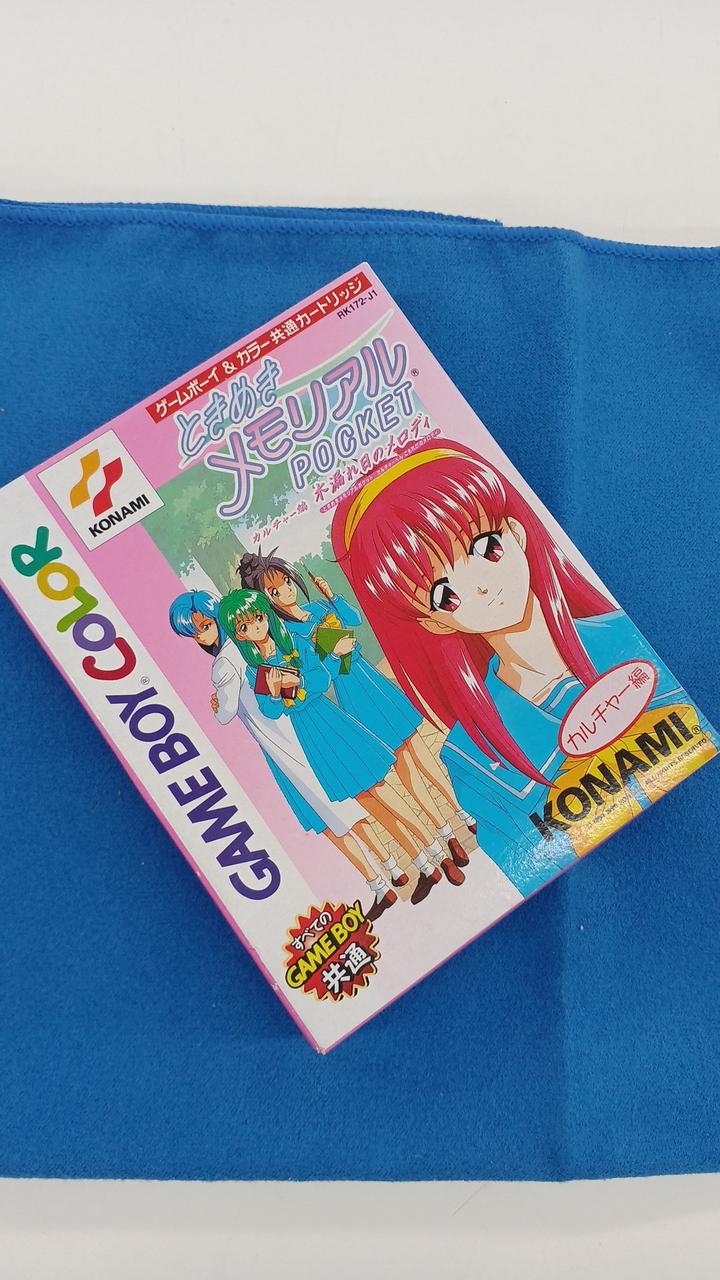 ゲームボーイ&カラー共通カートリッジ
RK172-J1
ときめき
メモリアル®
POCKET
カルチャー編 木漏れ日のメロディ
KONAMI
GAME BOY® COLOR
カルチャー編
KONAMI®
すべての
GAME BOY
共通